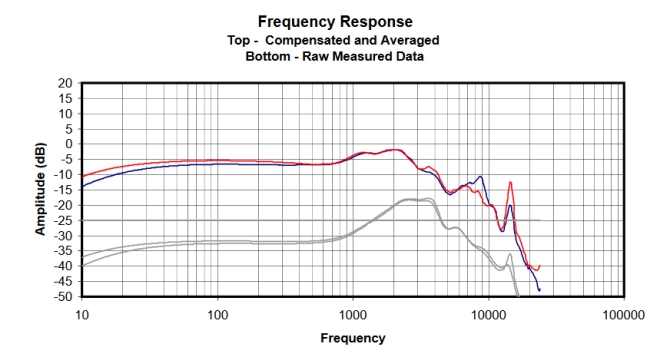 Frequency Response
Top - Compensated and Averaged
Bottom - Raw Measured Data
20
15
10
5
0
-5
-10
-15
-20
-25
-30
-35
-40
-45
-50
Amplitude (dB)
10 100 1000 10000 100000
Frequency